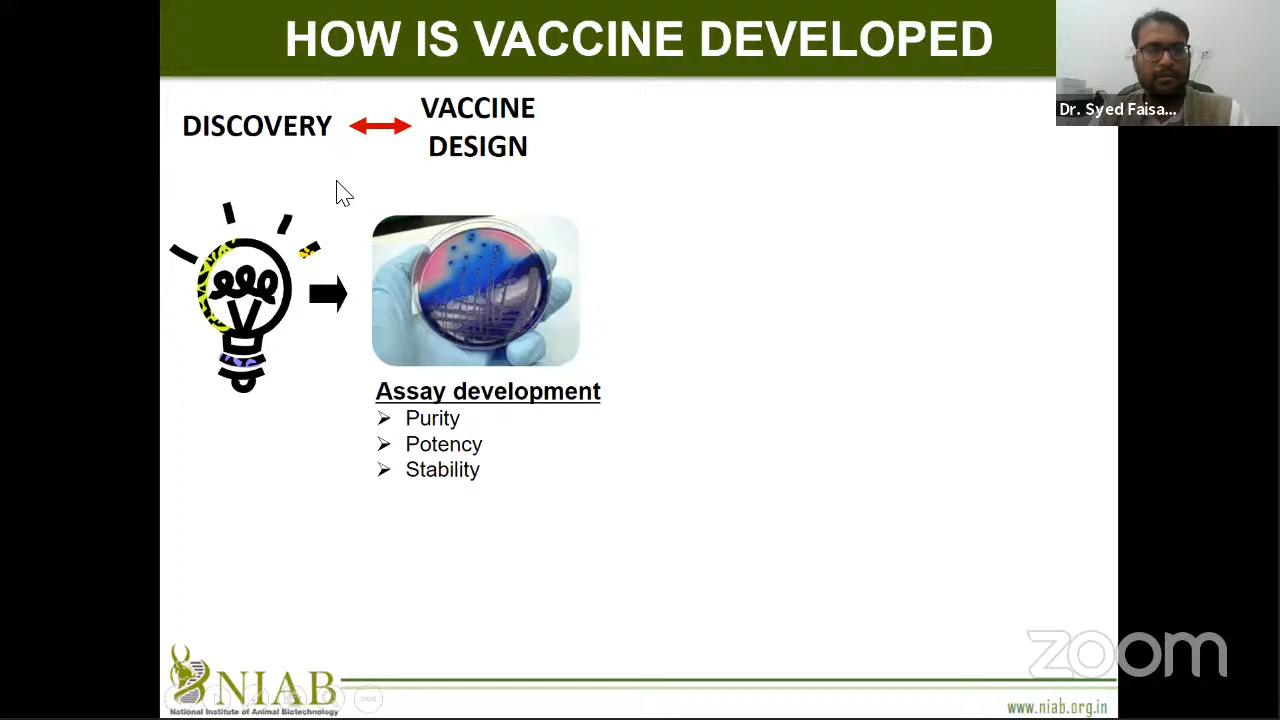 HOW IS VACCINE DEVELOPED
Dr. Syed Faisa...
DISCOVERY
VACCINE
DESIGN
Assay development
➢ Purity
➢ Potency
➢ Stability
NIAB
National Institute of Animal Biotechnology
zoom
www.niab.org.in